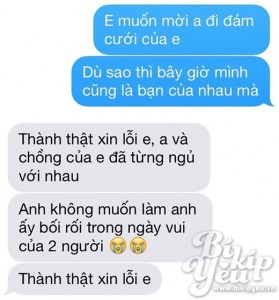 E muốn mời a đi đám
cưới của e
Dù sao thì bây giờ mình
cũng là bạn của nhau mà
Thành thật xin lỗi e, a và
chồng của e đã từng ngủ
với nhau
Anh không muốn làm anh
ấy bối rối trong ngày vui
của 2 người 😭😭
Thành thật xin lỗi e
Bí kíp
Yêu
www.bikipyeu.vn